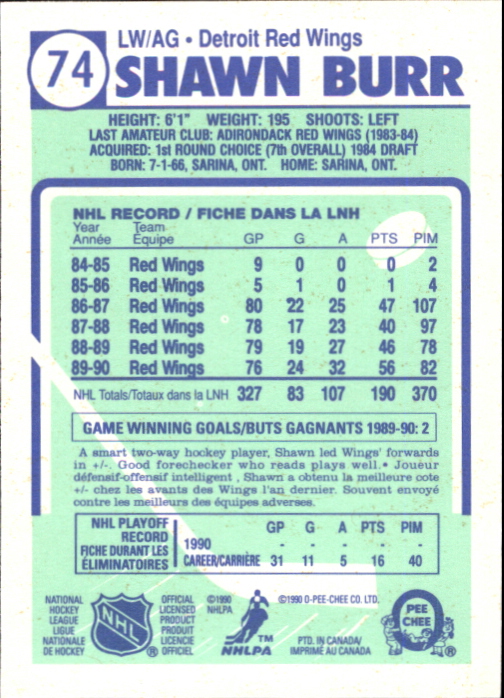 74
LW/AG • Detroit Red Wings
SHAWN BURR
HEIGHT: 6'1" WEIGHT: 195 SHOOTS: LEFT
LAST AMATEUR CLUB: ADIRONDACK RED WINGS (1983-84)
ACQUIRED: 1st ROUND CHOICE (7th OVERALL) 1984 DRAFT
BORN: 7-1-66, SARINA, ONT. HOME: SARINA, ONT.
NHL RECORD / FICHE DANS LA LNH
Year Team
Année Équipe GP G A PTS PIM
84-85 Red Wings 9 0 0 0 2
85-86 Red Wings 5 1 0 1 4
86-87 Red Wings 80 22 25 47 107
87-88 Red Wings 78 17 23 40 97
88-89 Red Wings 79 19 27 46 78
89-90 Red Wings 76 24 32 56 82
NHL Totals/Totaux dans la LNH 327 83 107 190 370
GAME WINNING GOALS/BUTS GAGNANTS 1989-90: 2
A smart two-way hockey player, Shawn led Wings' forwards
in +/-. Good forechecker who reads plays well.• Joueur
défensif-offensif intelligent , Shawn a obtenu la meilleure cote
+/- chez les avants des Wings l'an dernier. Souvent envoyé
contre les meilleurs des équipes adverses.
NHL PLAYOFF
RECORD
FICHE DURANT LES
ÉLIMINATOIRES
GP G A PTS PIM
1990 - - - - -
CAREER/CARRIÈRE 31 11 5 16 40
NATIONAL
HOCKEY
LEAGUE
LIGUE
NATIONALE
DE HOCKEY
NHL
®
OFFICIAL
LICENSED
PRODUCT
PRODUIT
LICENCIE
OFFICIEL
©1990
NHLPA
TM
NHLPA
©1990 O-PEE-CHEE CO. LTD.
PTD. IN CANADA/
IMPRIMÉ AU CANADA
O
PEE
CHEE
®